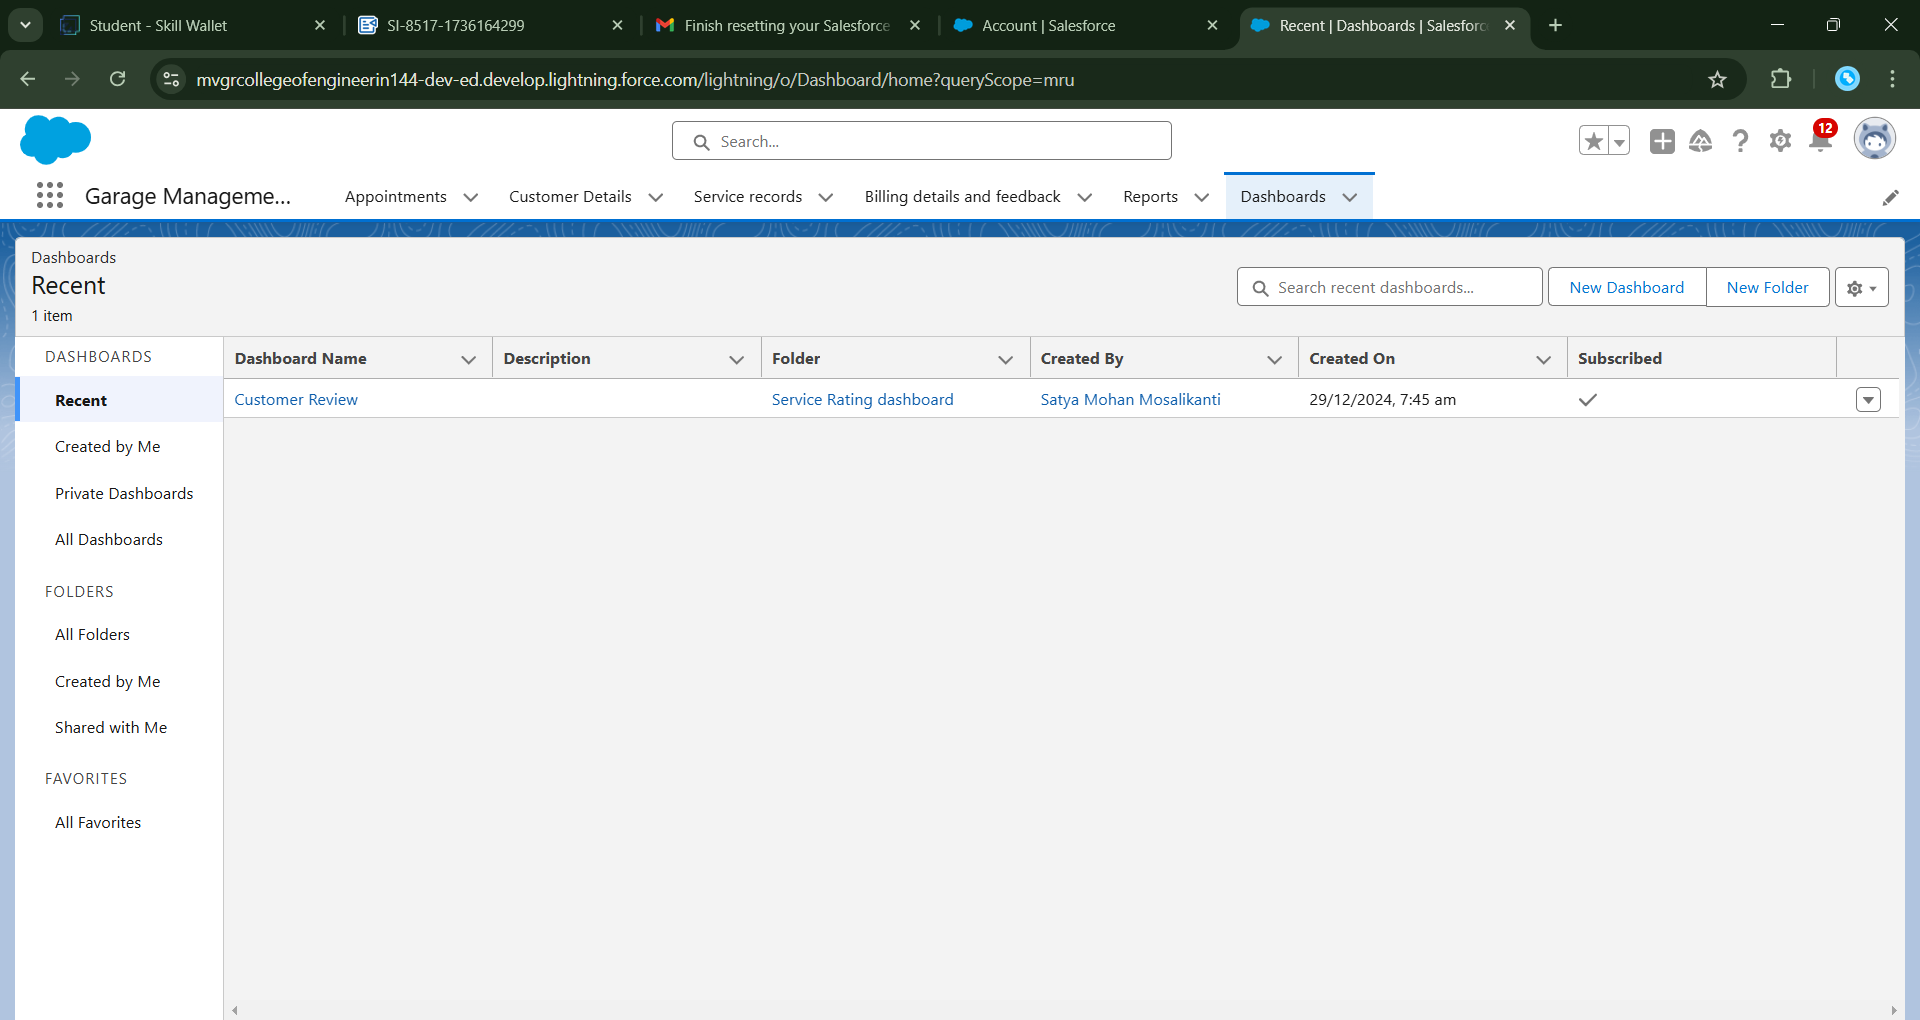 Student - Skill Wallet
SI-8517-1736164299
Finish resetting your Salesforce
Account | Salesforce
Recent | Dashboards | Salesforc
mvgrcollegeofengineerin144-dev-ed.develop.lightning.force.com/lightning/o/Dashboard/home?queryScope=mru
Search...
12
Garage Manageme...
Appointments
Customer Details
Service records
Billing details and feedback
Reports
Dashboards
Dashboards
Recent
1 item
Search recent dashboards...
New Dashboard
New Folder
DASHBOARDS
Recent
Created by Me
Private Dashboards
All Dashboards
FOLDERS
All Folders
Created by Me
Shared with Me
FAVORITES
All Favorites
Dashboard Name
Description
Folder
Created By
Created On
Subscribed
Customer Review
Service Rating dashboard
Satya Mohan Mosalikanti
29/12/2024, 7:45 am